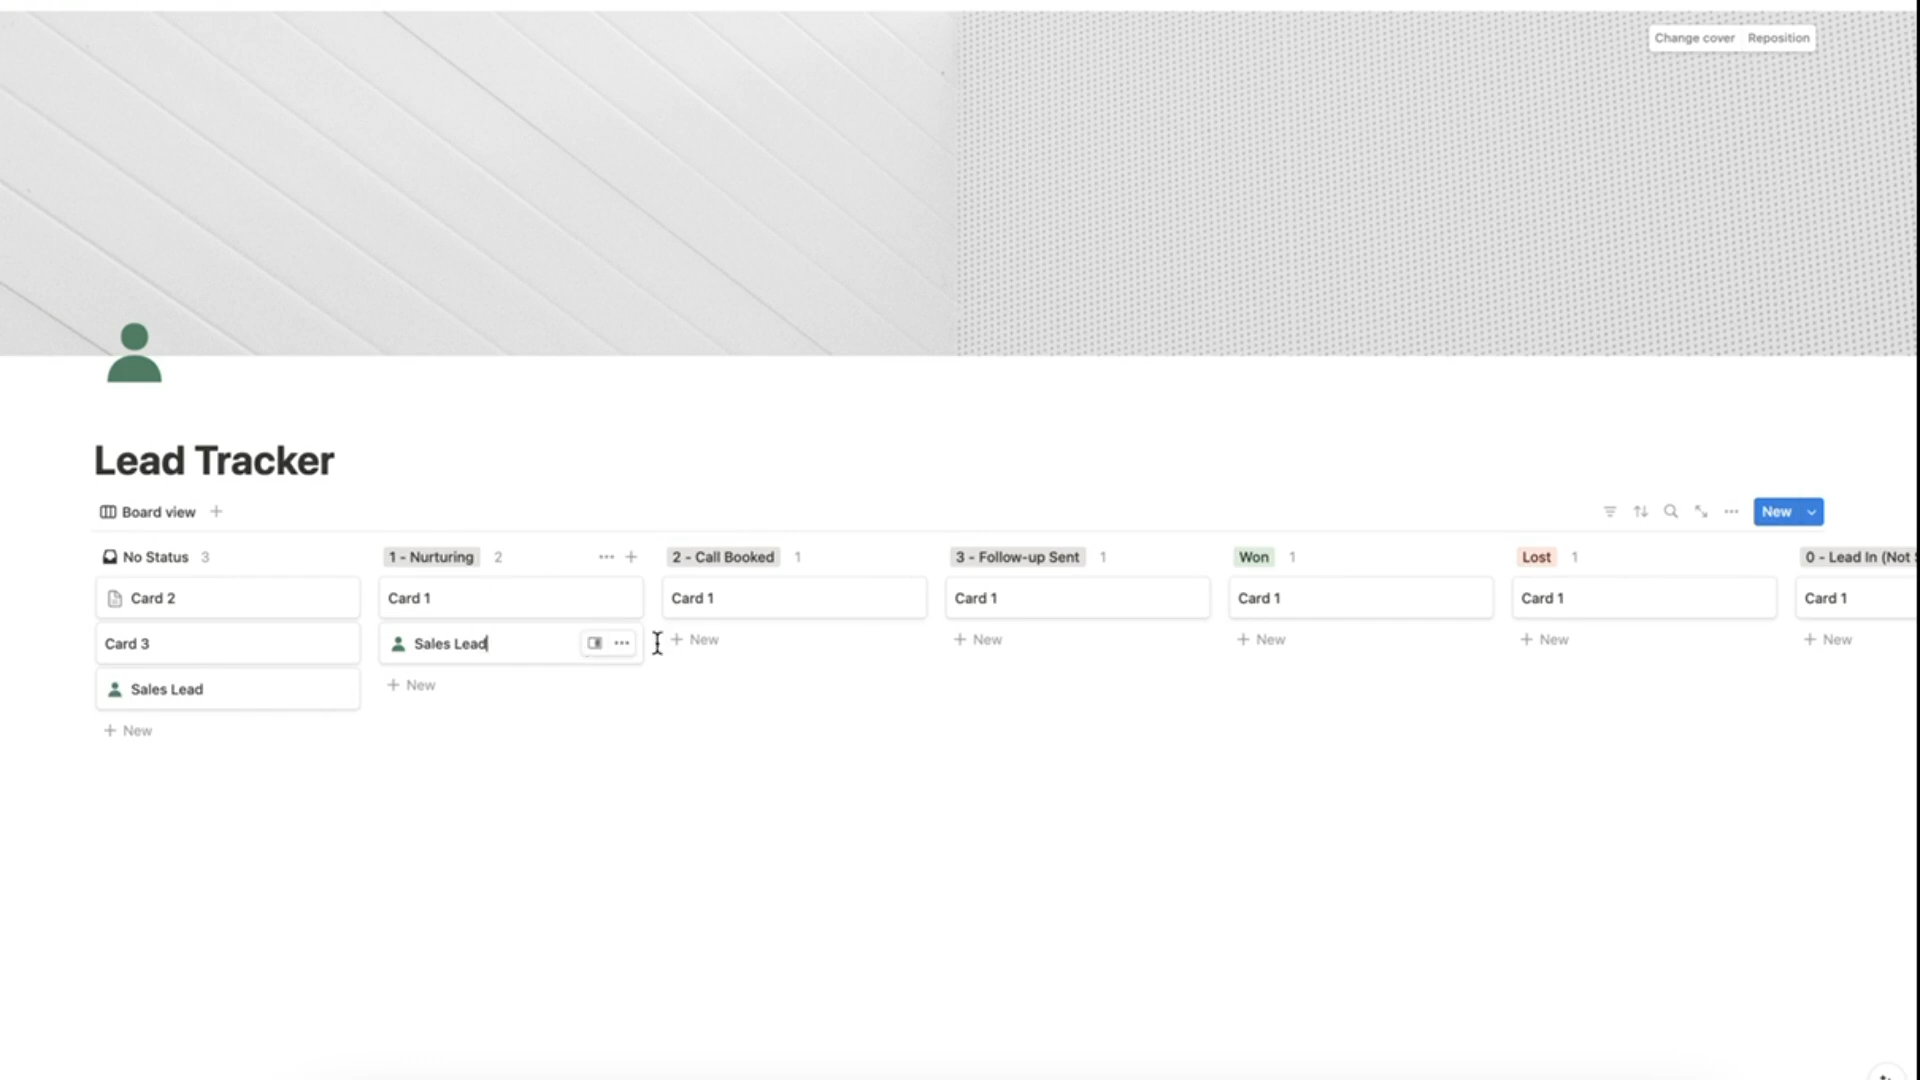 Change cover Reposition
Lead Tracker
Board view
New
No Status 3
1 - Nurturing 2
2 - Call Booked 1
3 - Follow-up Sent 1
Won 1
Lost 1
0 - Lead In (Not
Card 2
Card 1
Card 1
Card 1
Card 1
Card 1
Card 1
Card 3
Sales Lead
New
New
New
New
New
Sales Lead
New
New